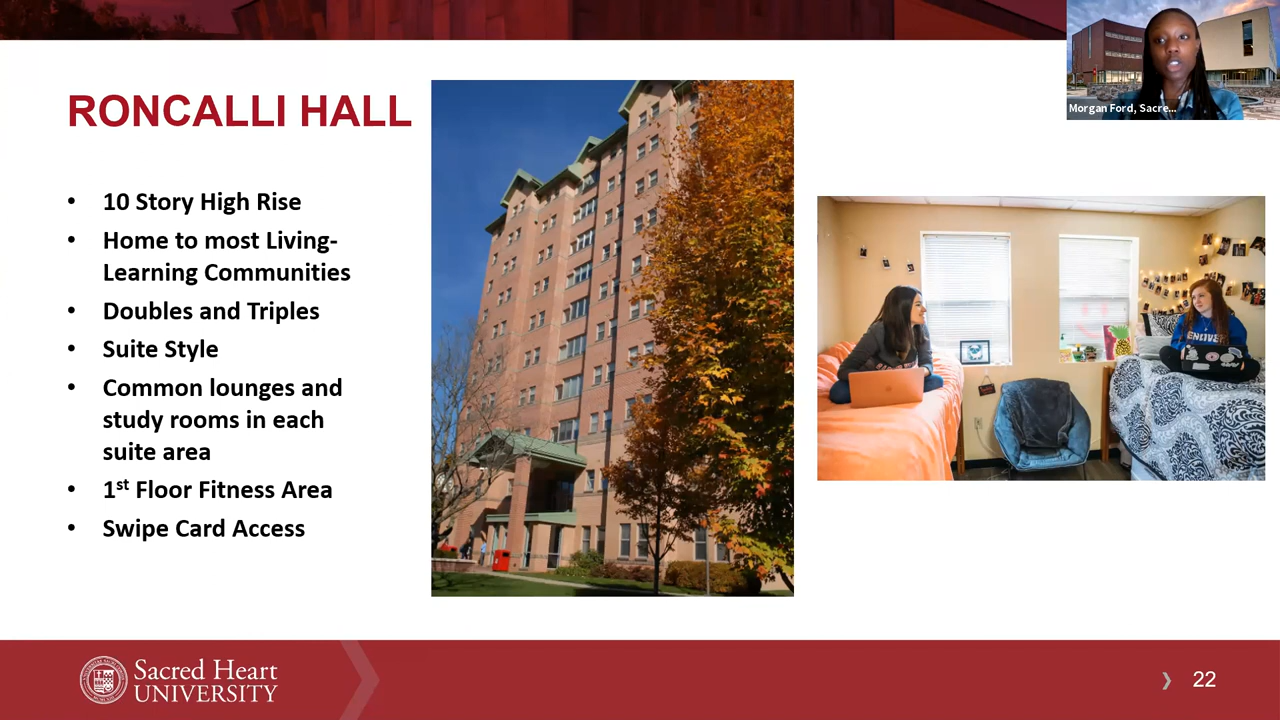 Morgan Ford, Sacre...
RONCALLI HALL
• 10 Story High Rise
• Home to most Living-
Learning Communities
• Doubles and Triples
• Suite Style
• Common lounges and
study rooms in each
suite area
• 1st Floor Fitness Area
• Swipe Card Access
ENLIVEN
Sacred Heart
UNIVERSITY
22